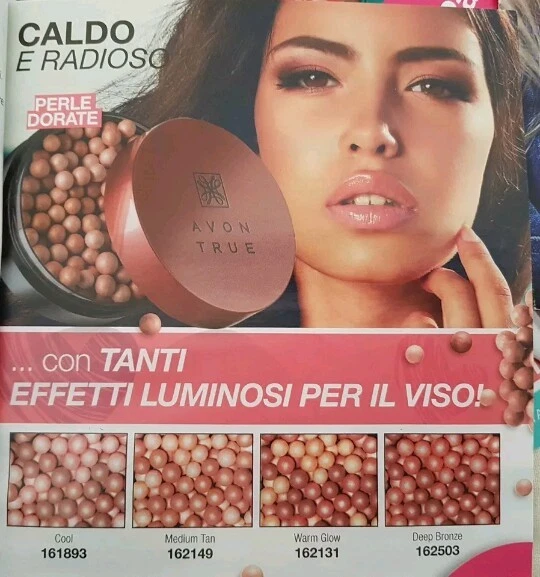 CALDO
E RADIOSO
PERLE
DORATE
AVON
TRUE
... con TANTI
EFFETTI LUMINOSI PER IL VISO!
Cool
161893
Medium Tan
162149
Warm Glow
162131
Deep Bronze
162503